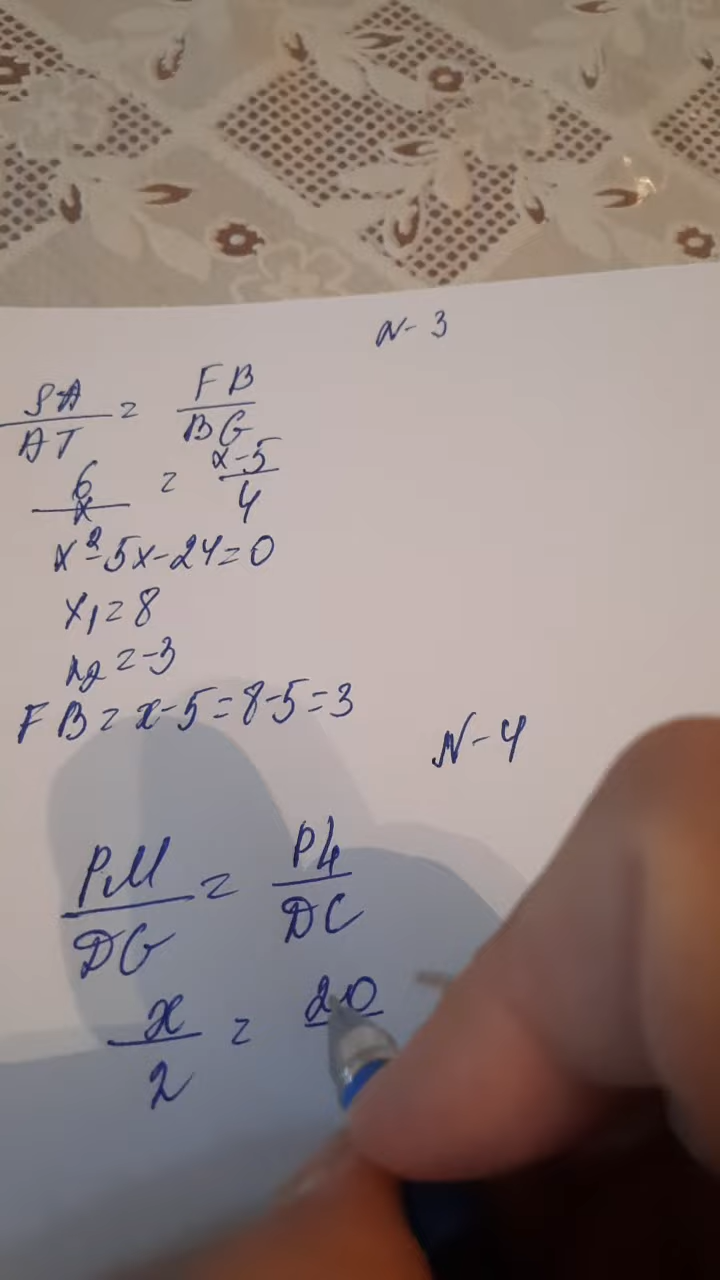 N-3
SA/AT = FB/BG
6/x = x-5/4
x²-5x-24=0
x₁=8
x₂=-3
FB=x-5=8-5=3
N-4
PM/DG = Ph/DC
x/2 = 20